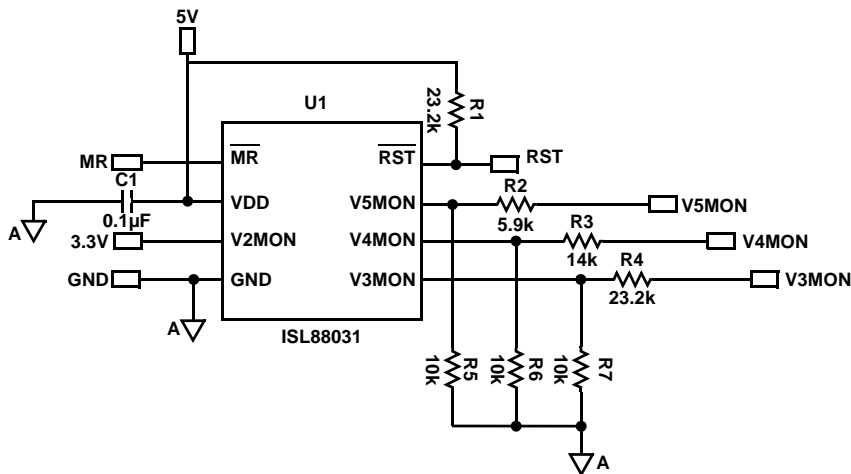 5V
U1
23.2k
R1
MR
MR
RST
RST
C1
0.1µF
A
VDD
V5MON
R2
5.9k
V5MON
3.3V
V2MON
V4MON
R3
14k
V4MON
GND
GND
V3MON
R4
23.2k
V3MON
A
ISL88031
10k
R5
10k
R6
10k
R7
A